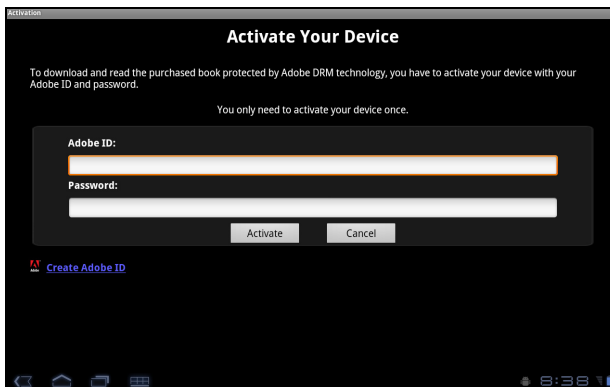 Activation
Activate Your Device
To download and read the purchased book protected by Adobe DRM technology, you have to activate your device with your
Adobe ID and password.
You only need to activate your device once.
Adobe ID:
Password:
Activate Cancel
Adobe Create Adobe ID
8:38